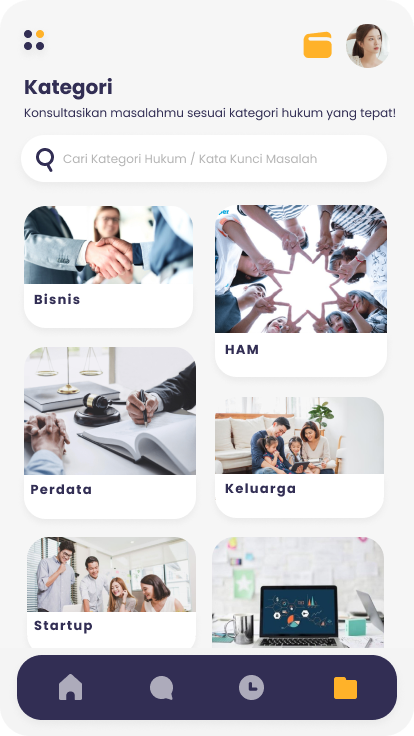 Kategori
Konsultasikan masalahmu sesuai kategori hukum yang tepat!
Cari Kategori Hukum / Kata Kunci Masalah
Bisnis
HAM
Perdata
Keluarga
Startup